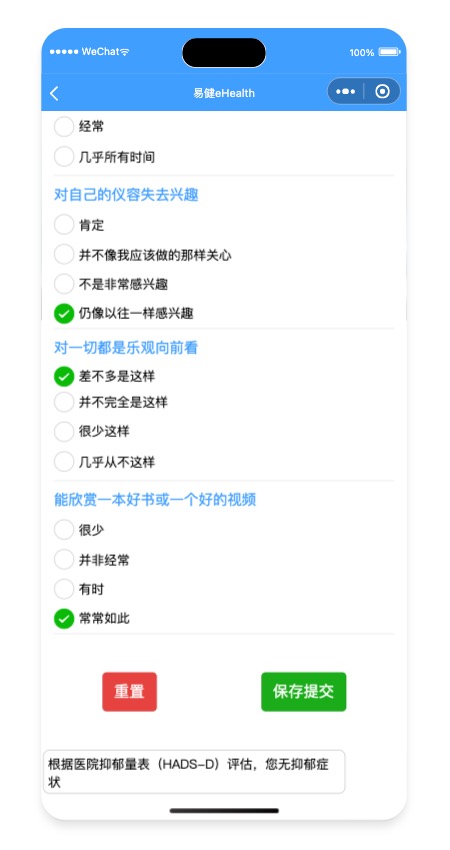 WeChat
100%
易健eHealth
经常
几乎所有时间
对自己的仪容失去兴趣
肯定
并不像我应该做的那样关心
不是非常感兴趣
仍像以往一样感兴趣
对一切都是乐观向前看
差不多是这样
并不完全是这样
很少这样
几乎从不这样
能欣赏一本好书或一个好的视频
很少
并非经常
有时
常常如此
重置
保存提交
根据医院抑郁量表（HADS-D）评估，您无抑郁症
状